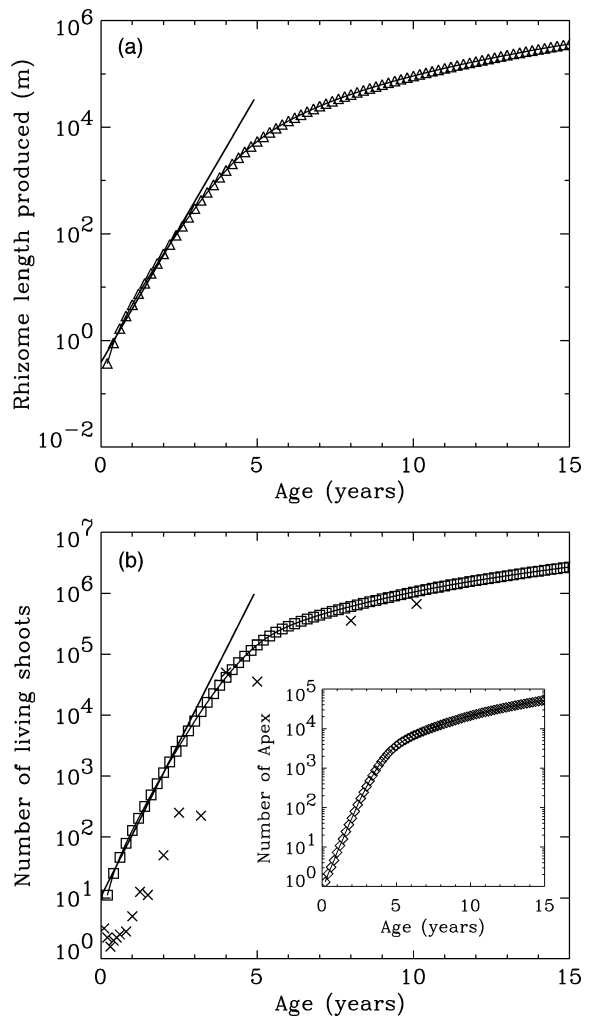 (a)
Rhizome length produced (m)
10^6
10^4
10^2
10^0
10^-2
0 5 10 15
Age (years)
(b)
Number of living shoots
10^7
10^6
10^5
10^4
10^3
10^2
10^1
10^0
0 5 10 15
Age (years)
Number of Apex
10^5
10^4
10^3
10^2
10^1
10^0
0 5 10 15
Age (years)